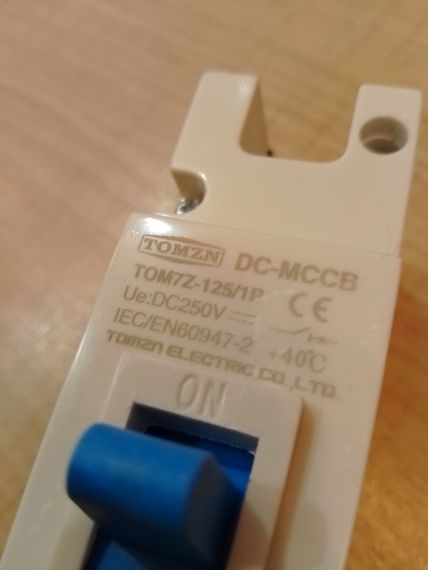 TOMZN DC-MCCB
TOM7Z-125/1P CE
Ue:DC250V
IEC/EN60947-2 +40℃
TOMZN ELECTRIC CO.,LTD.
ON